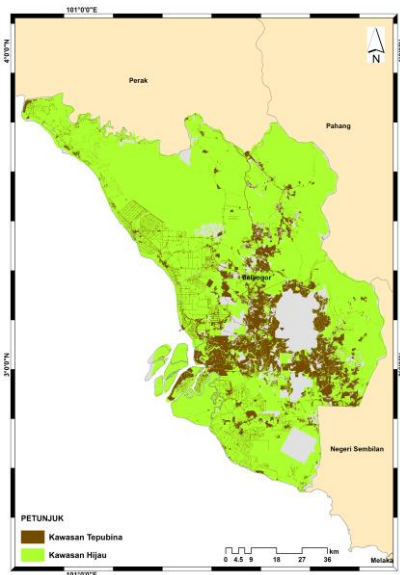 101°0'0"E
4°0'0"N
N
Perak
Pahang
Selangor
3°0'0"N
Negeri Sembilan
PETUNJUK
Kawasan Tepubina
Kawasan Hijau
km
0 4.5 9 18 27 36
Melaka
101°0'0"E